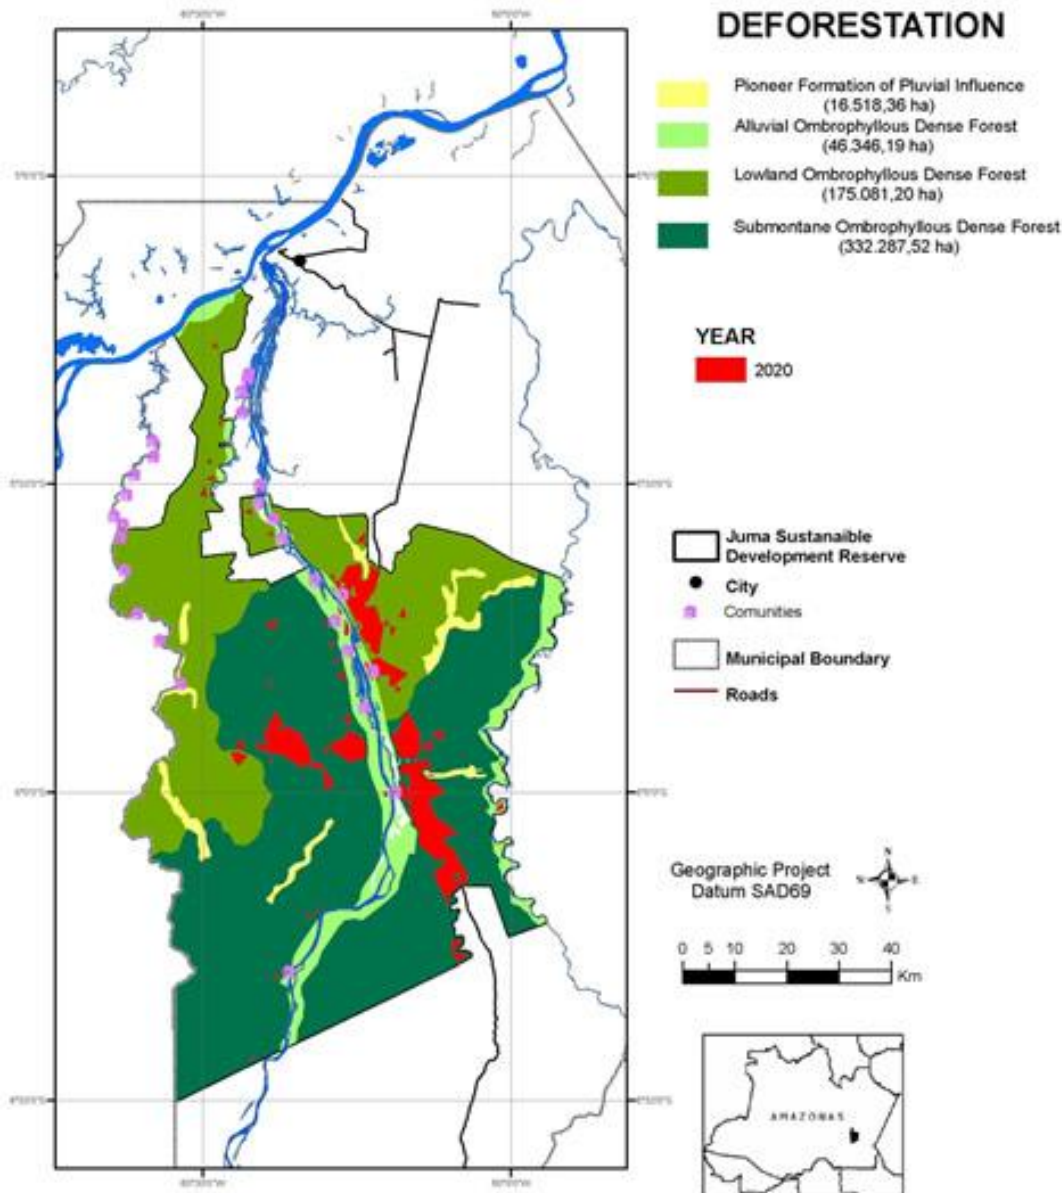 DEFORESTATION
Pioneer Formation of Pluvial Influence
(16.518,36 ha)
Alluvial Ombrophyllous Dense Forest
(46.346,19 ha)
Lowland Ombrophyllous Dense Forest
(175.081,20 ha)
Submontane Ombrophyllous Dense Forest
(332.287,52 ha)
YEAR
2020
Juma Sustanaible
Development Reserve
City
Comunities
Municipal Boundary
Roads
Geographic Project
Datum SAD69
N
E
S
0 5 10 20 30 40
Km
AMAZONAS